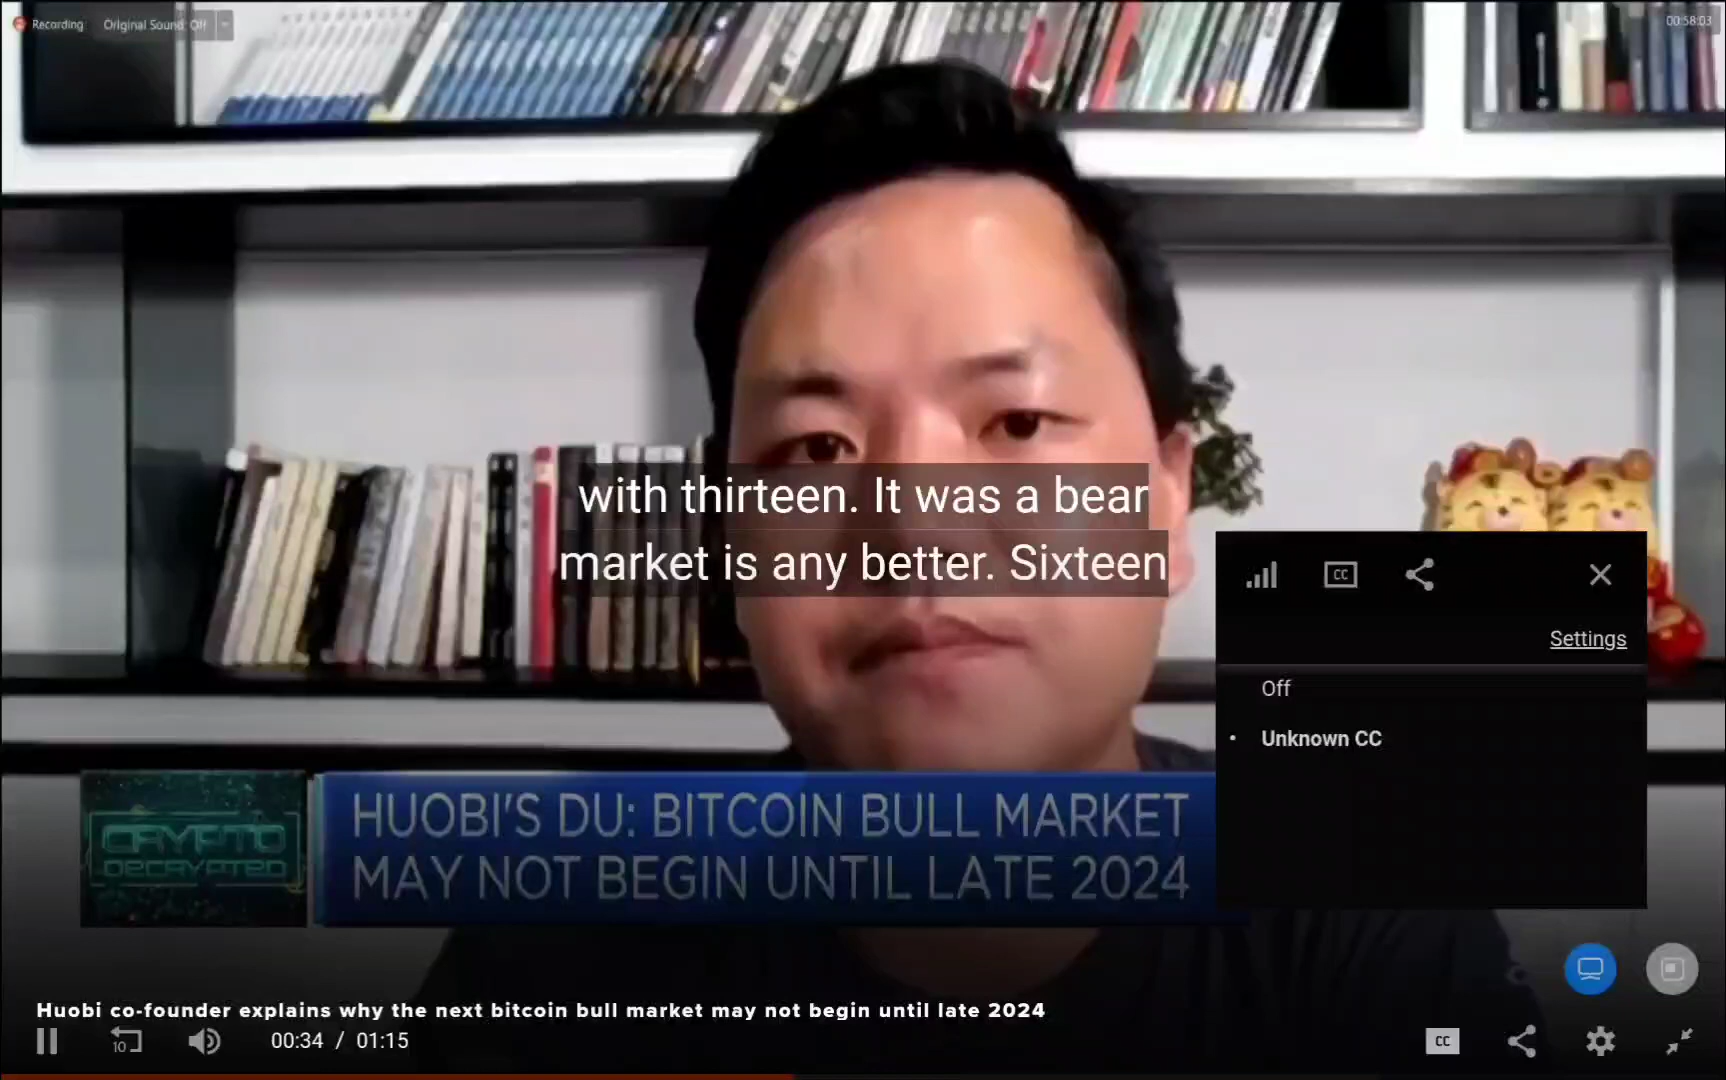 Recording Original Sound: Off
00:58:03
with thirteen. It was a bear
market is any better. Sixteen
CC
Settings
Off
• Unknown CC
CRYPTO
DECRYPTED
HUOBI'S DU: BITCOIN BULL MARKET
MAY NOT BEGIN UNTIL LATE 2024
Huobi co-founder explains why the next bitcoin bull market may not begin until late 2024
10 00:34 / 01:15
CC